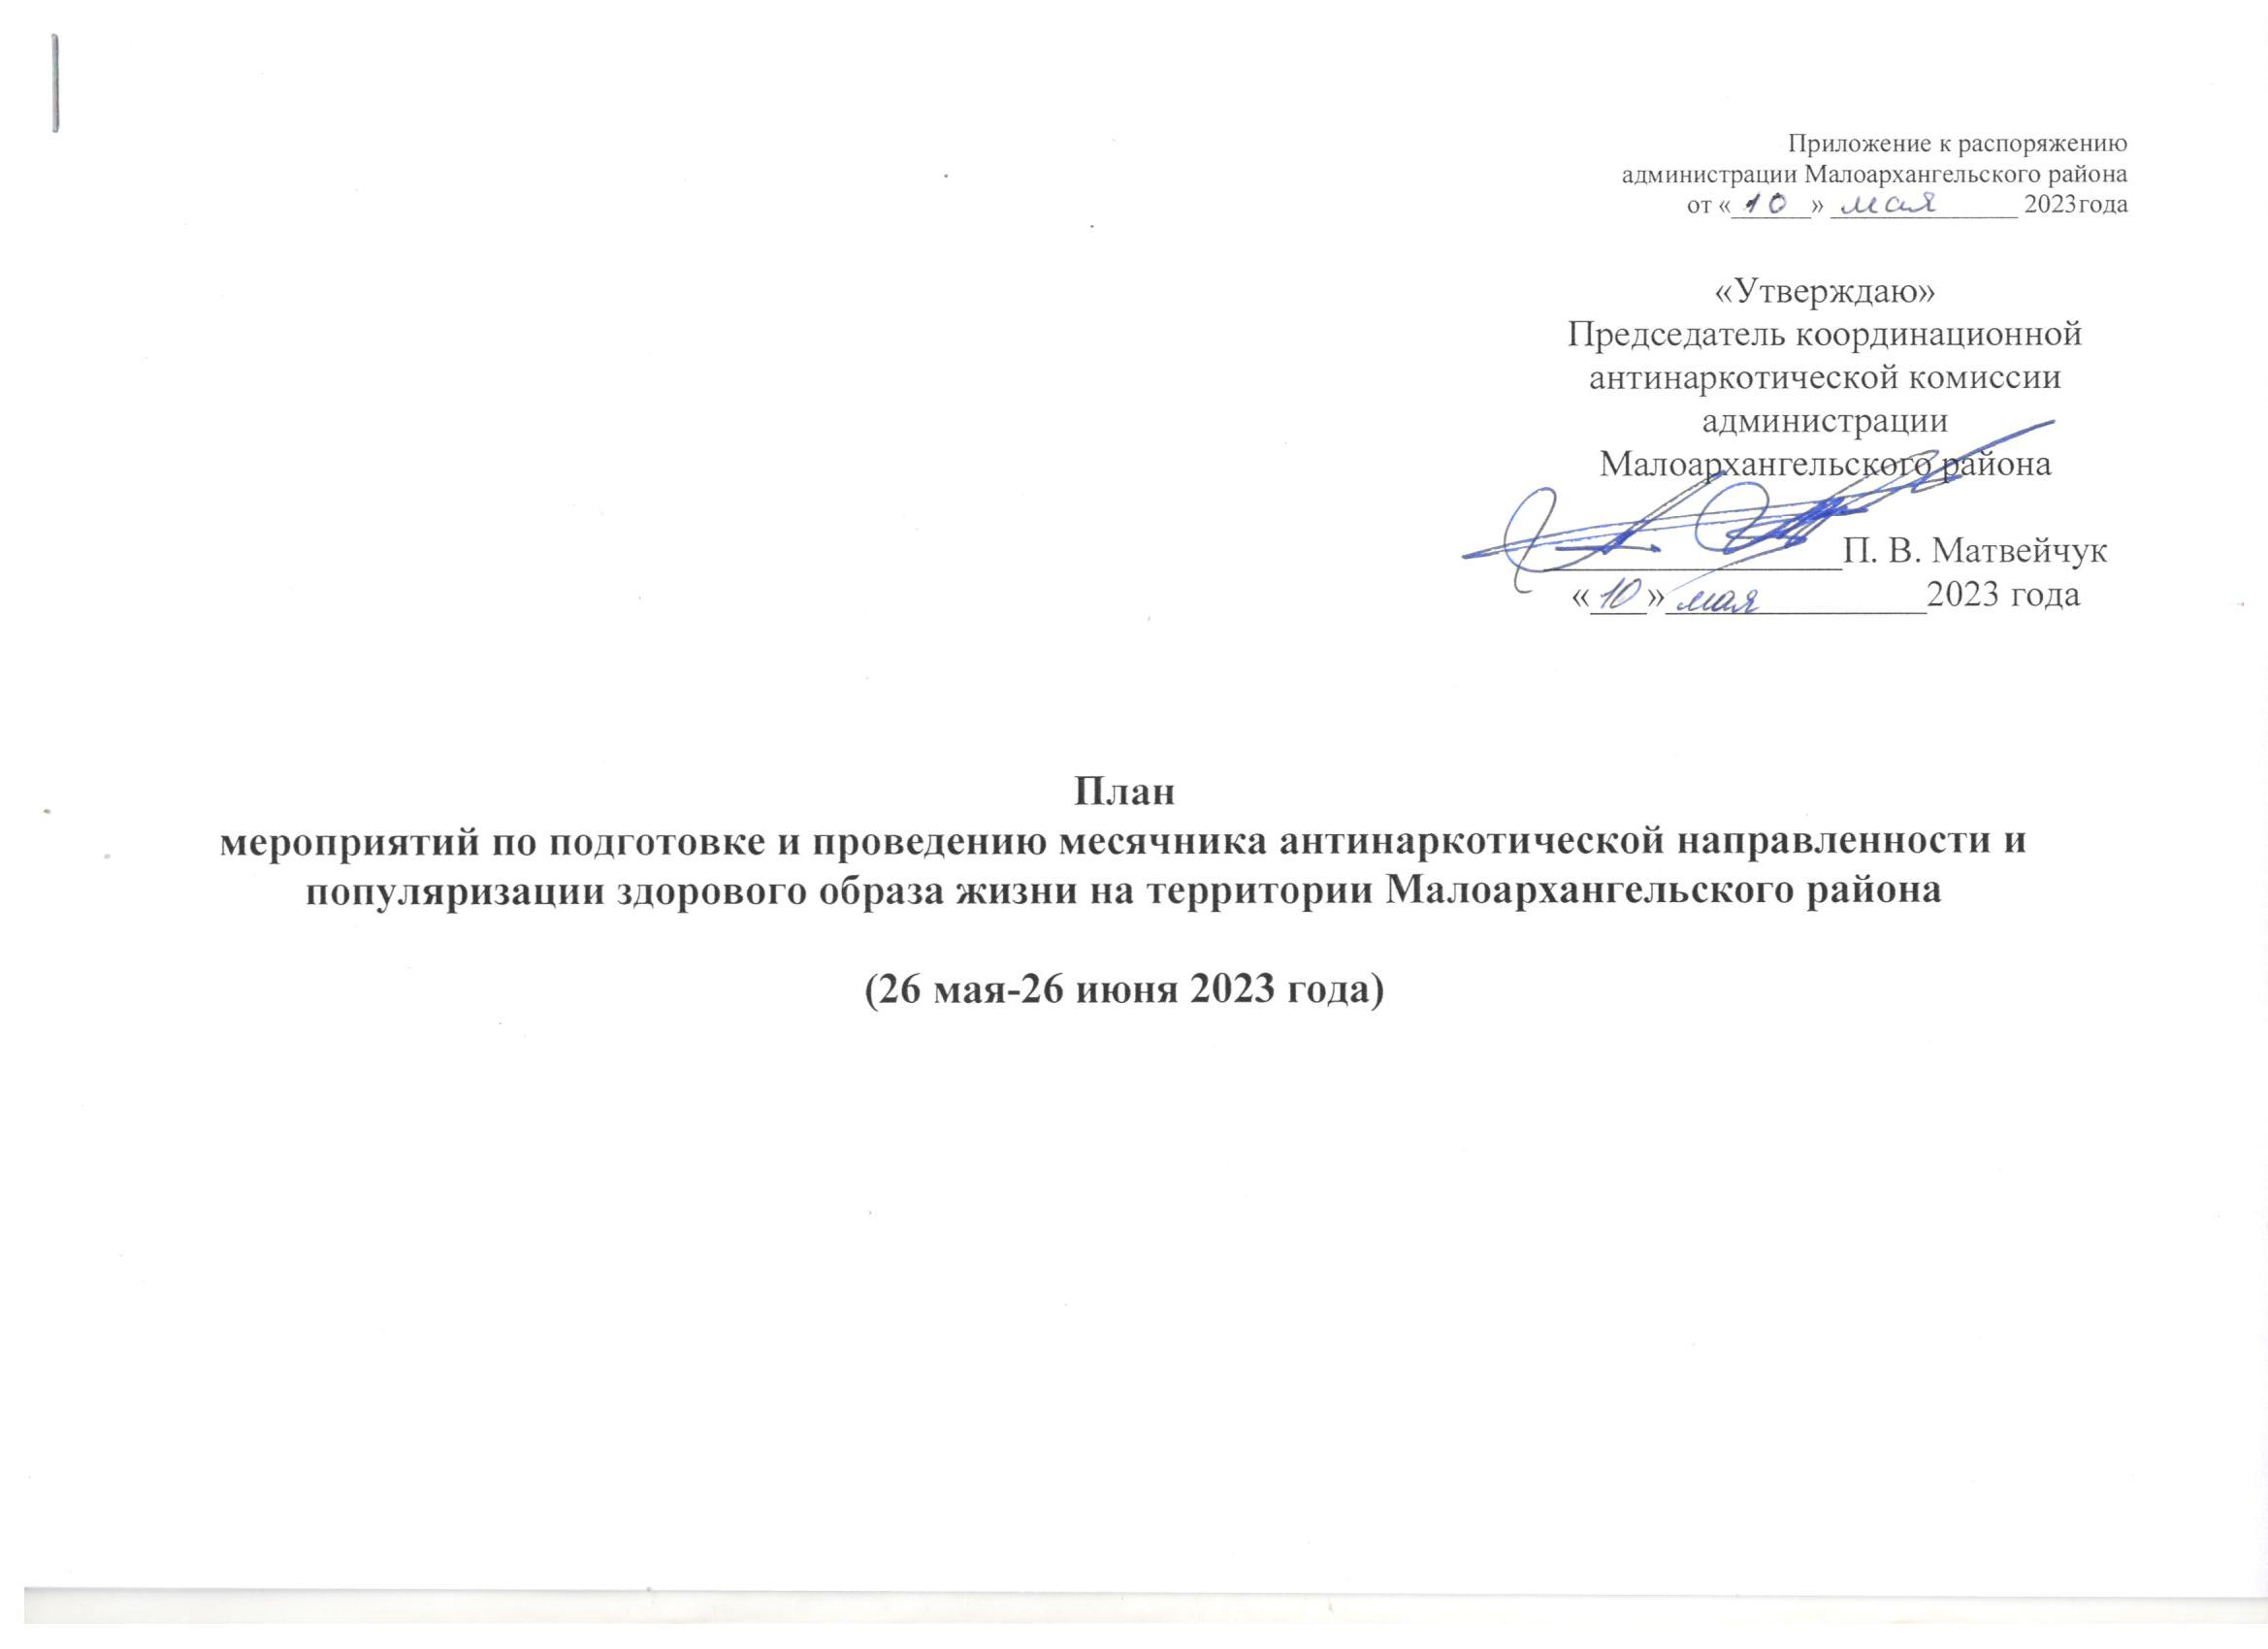 Приложение к распоряжению
администрации Малоархангельского района
от «10» мая 2023года
«Утверждаю»
Председатель координационной
антинаркотической комиссии
администрации
Малоархангельского района
П. В. Матвейчук
«10» мая 2023 года
План
мероприятий по подготовке и проведению месячника антинаркотической направленности и
популяризации здорового образа жизни на территории Малоархангельского района
(26 мая-26 июня 2023 года)